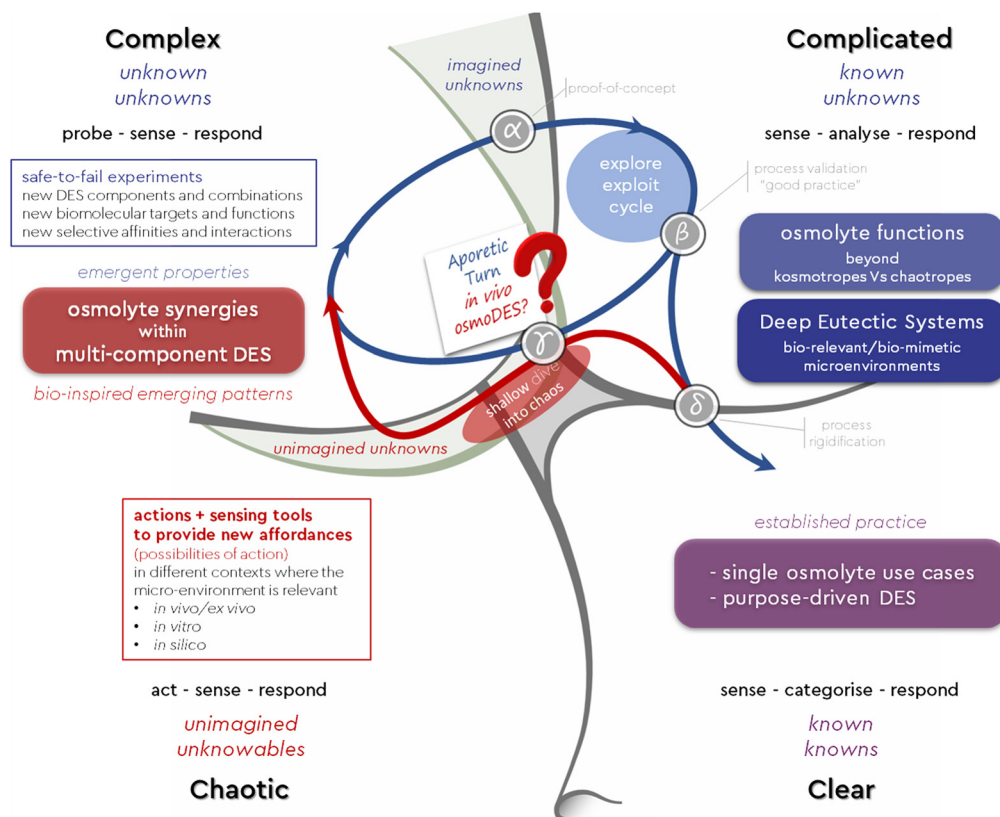 Complex
unknown
unknowns
probe - sense - respond
safe-to-fail experiments
new DES components and combinations
new biomolecular targets and functions
new selective affinities and interactions
emergent properties
osmolyte synergies
within
multi-component DES
bio-inspired emerging patterns
imagined
unknowns
α
proof-of-concept
explore
exploit
cycle
β
process validation
"good practice"
Aporetic
Turn
in vivo
osmoDES?
?
γ
shallow dive
into chaos
unimagined unknowns
δ
process
rigidification
Complicated
known
unknowns
sense - analyse - respond
osmolyte functions
beyond
kosmotropes Vs chaotropes
Deep Eutectic Systems
bio-relevant/bio-mimetic
microenvironments
actions + sensing tools
to provide new affordances
(possibilities of action)
in different contexts where the
micro-environment is relevant
• in vivo/ex vivo
• in vitro
• in silico
act - sense - respond
unimagined
unknowables
Chaotic
established practice
- single osmolyte use cases
- purpose-driven DES
sense - categorise - respond
known
knowns
Clear